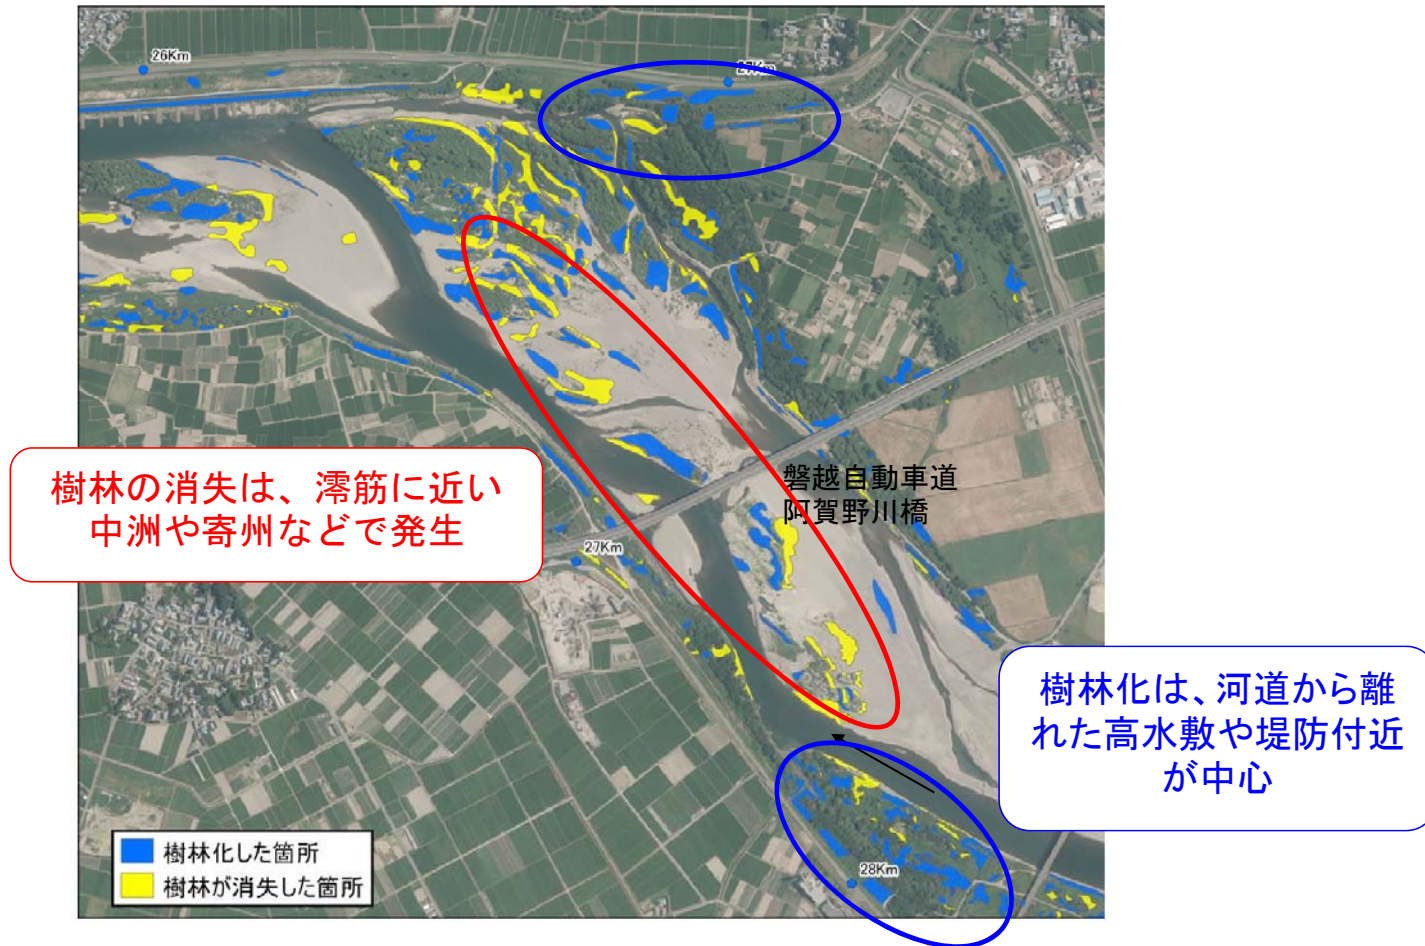 26Km
27Km
樹林の消失は、澪筋に近い
中洲や寄州などで発生
磐越自動車道
阿賀野川橋
27Km
樹林化は、河道から離
れた高水敷や堤防付近
が中心
樹林化した箇所
樹林が消失した箇所
28Km